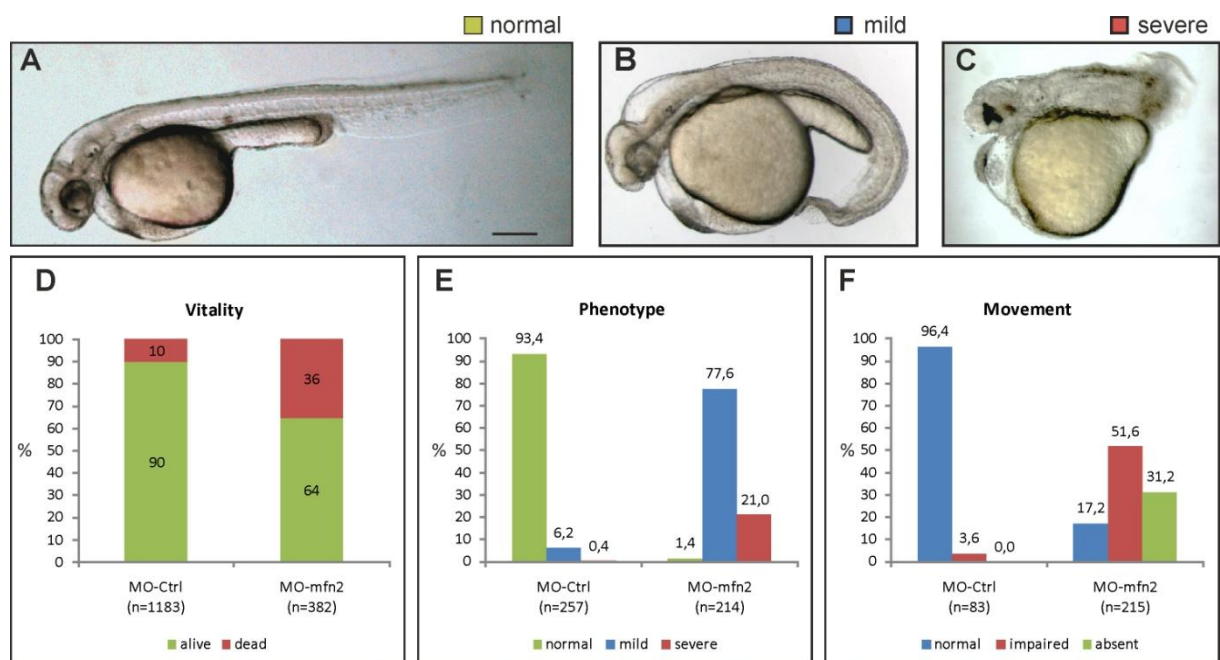 normal
mild
severe
A
B
C
D
Vitality
100
90
80
70
60
50
40
30
20
10
0
%
10
90
36
64
MO-Ctrl
(n=1183)
MO-mfn2
(n=382)
alive dead
E
Phenotype
100
90
80
70
60
50
40
30
20
10
0
%
93,4
6,2
0,4
1,4
77,6
21,0
MO-Ctrl
(n=257)
MO-mfn2
(n=214)
normal mild severe
F
Movement
100
90
80
70
60
50
40
30
20
10
0
%
96,4
3,6
0,0
17,2
51,6
31,2
MO-Ctrl
(n=83)
MO-mfn2
(n=215)
normal impaired absent